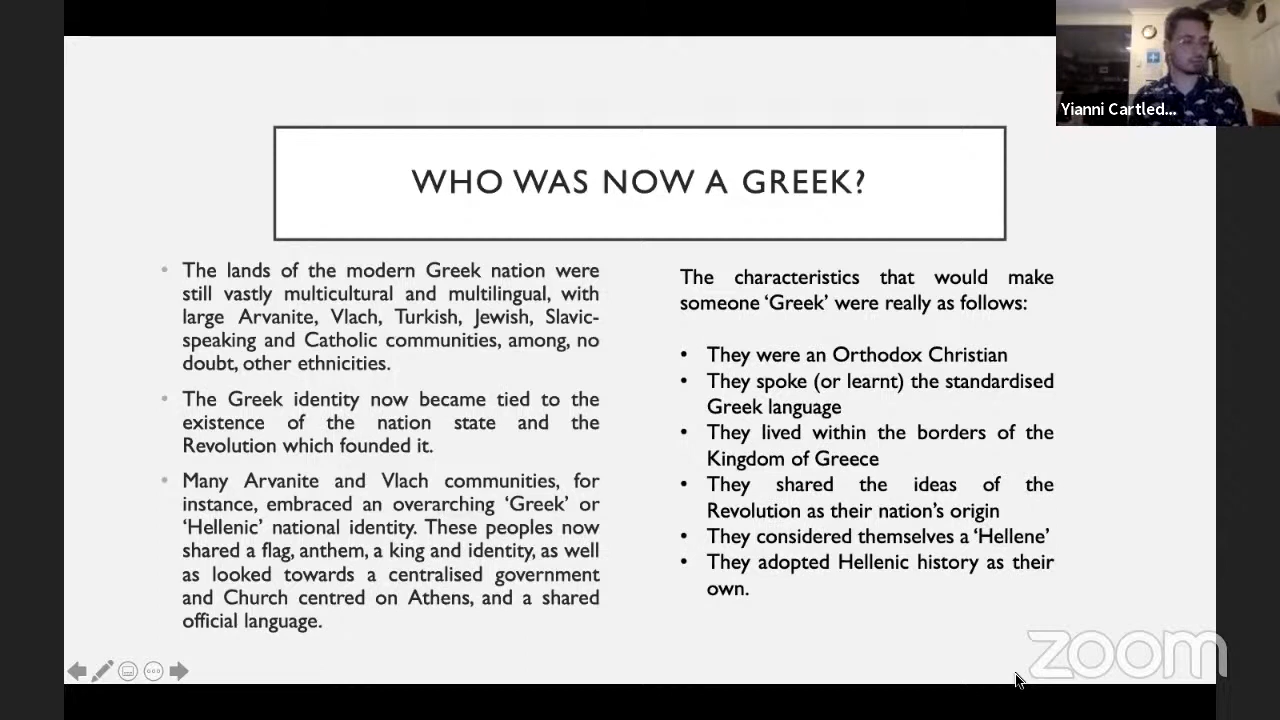 Yianni Cartled...
WHO WAS NOW A GREEK?
• The lands of the modern Greek nation were
still vastly multicultural and multilingual, with
large Arvanite, Vlach, Turkish, Jewish, Slavic-
speaking and Catholic communities, among, no
doubt, other ethnicities.
• The Greek identity now became tied to the
existence of the nation state and the
Revolution which founded it.
• Many Arvanite and Vlach communities, for
instance, embraced an overarching ‘Greek’ or
‘Hellenic’ national identity. These peoples now
shared a flag, anthem, a king and identity, as well
as looked towards a centralised government
and Church centred on Athens, and a shared
official language.
The characteristics that would make
someone ‘Greek’ were really as follows:
• They were an Orthodox Christian
• They spoke (or learnt) the standardised
Greek language
• They lived within the borders of the
Kingdom of Greece
• They shared the ideas of the
Revolution as their nation’s origin
• They considered themselves a ‘Hellene’
• They adopted Hellenic history as their
own.
zoom